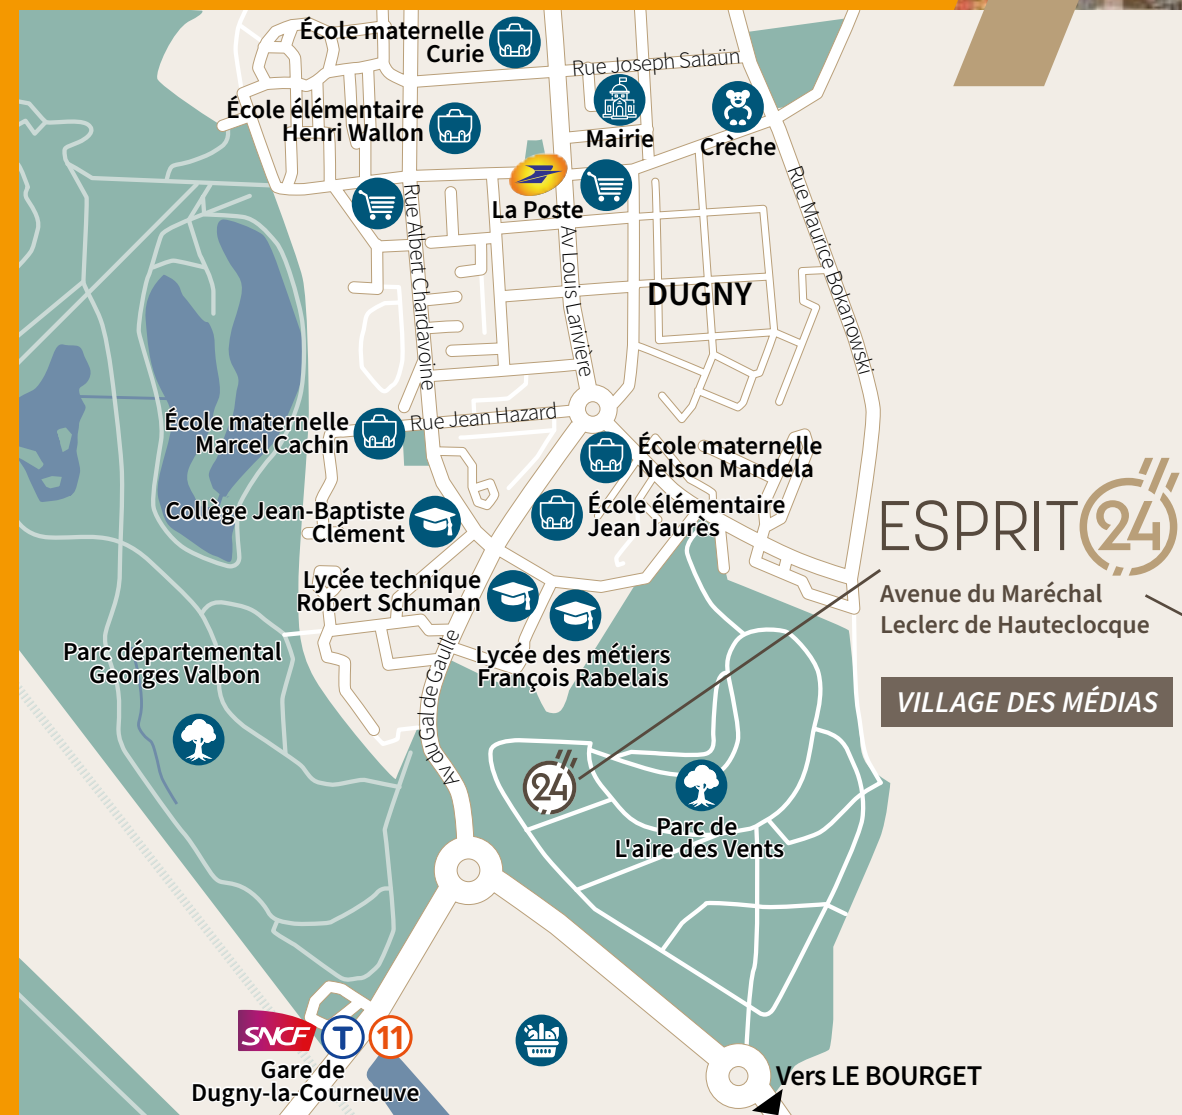 École maternelle
Curie
Rue Joseph Salaün
École élémentaire
Henri Wallon
Mairie
Crèche
La Poste
Rue Albert Chardavoine
Av Louis Larivière
Rue Maurice Bokanowski
DUGNY
École maternelle
Marcel Cachin
Rue Jean Hazard
École maternelle
Nelson Mandela
Collège Jean-Baptiste
Clément
École élémentaire
Jean Jaurès
ESPRIT 24
Avenue du Maréchal
Leclerc de Hauteclocque
VILLAGE DES MÉDIAS
Lycée technique
Robert Schuman
Lycée des métiers
François Rabelais
Parc départemental
Georges Valbon
Av du Gal de Gaulle
24
Parc de
L'aire des Vents
SNCF T 11
Gare de
Dugny-la-Courneuve
Vers LE BOURGET